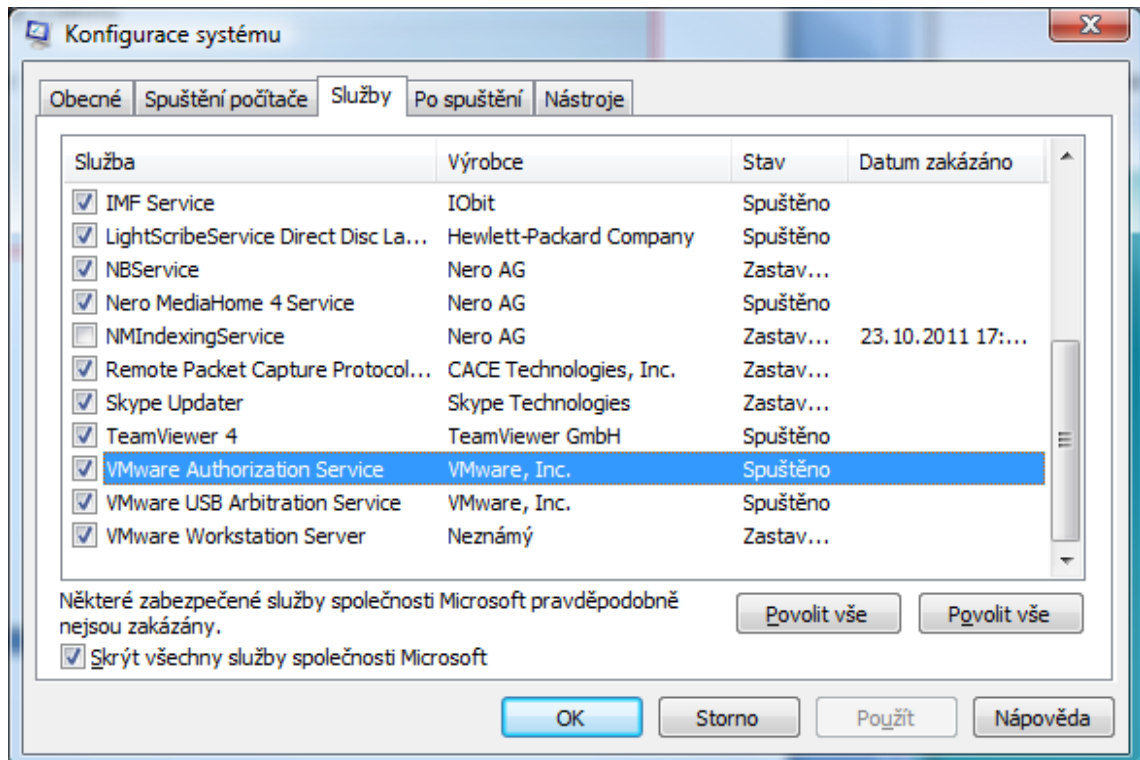 Konfigurace systému
Obecné Spuštění počítače Služby Po spuštění Nástroje
Služba Výrobce Stav Datum zakázáno
IMF Service IObit Spuštěno
LightScribeService Direct Disc La... Hewlett-Packard Company Spuštěno
NBService Nero AG Zastav...
Nero MediaHome 4 Service Nero AG Spuštěno
NMIndexingService Nero AG Zastav... 23.10.2011 17:...
Remote Packet Capture Protocol... CACE Technologies, Inc. Zastav...
Skype Updater Skype Technologies Zastav...
TeamViewer 4 TeamViewer GmbH Spuštěno
VMware Authorization Service VMware, Inc. Spuštěno
VMware USB Arbitration Service VMware, Inc. Spuštěno
VMware Workstation Server Neznámý Zastav...
Některé zabezpečené služby společnosti Microsoft pravděpodobně
nejsou zakázány.
Povolit vše Povolit vše
Skrýt všechny služby společnosti Microsoft
OK Storno Použít Nápověda